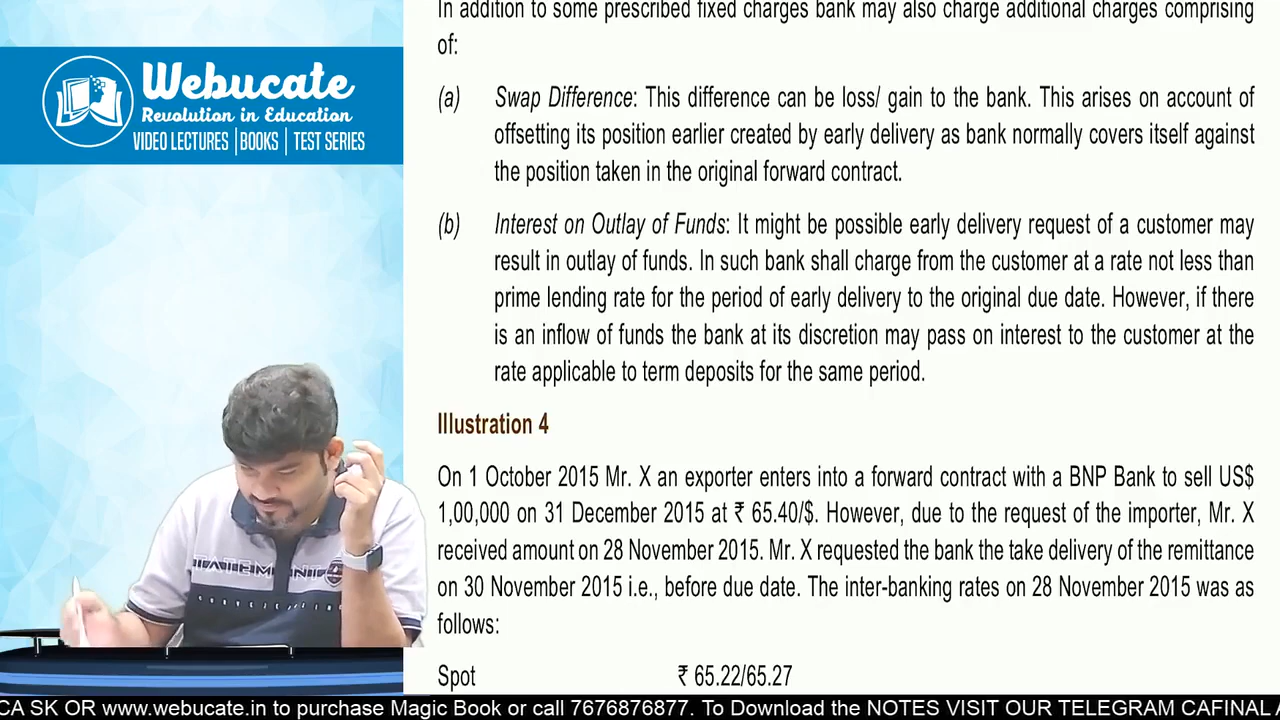 In addition to some prescribed fixed charges bank may also charge additional charges comprising
of:
Webucate
Revolution in Education
VIDEO LECTURES | BOOKS | TEST SERIES
(a) Swap Difference: This difference can be loss/ gain to the bank. This arises on account of
offsetting its position earlier created by early delivery as bank normally covers itself against
the position taken in the original forward contract.
(b) Interest on Outlay of Funds: It might be possible early delivery request of a customer may
result in outlay of funds. In such bank shall charge from the customer at a rate not less than
prime lending rate for the period of early delivery to the original due date. However, if there
is an inflow of funds the bank at its discretion may pass on interest to the customer at the
rate applicable to term deposits for the same period.
Illustration 4
On 1 October 2015 Mr. X an exporter enters into a forward contract with a BNP Bank to sell US$
1,00,000 on 31 December 2015 at ₹ 65.40/$. However, due to the request of the importer, Mr. X
received amount on 28 November 2015. Mr. X requested the bank the take delivery of the remittance
on 30 November 2015 i.e., before due date. The inter-banking rates on 28 November 2015 was as
follows:
Spot ₹ 65.22/65.27
CA SK OR www.webucate.in to purchase Magic Book or call 7676876877. To Download the NOTES VISIT OUR TELEGRAM CAFINAL